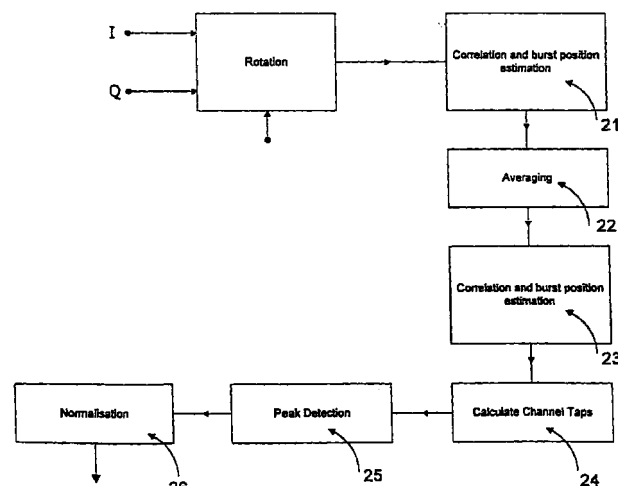 I
Q
Rotation
Correlation and burst position
estimation
21
Averaging
22
Correlation and burst position
estimation
23
Calculate Channel Taps
24
Peak Detection
25
Normalisation